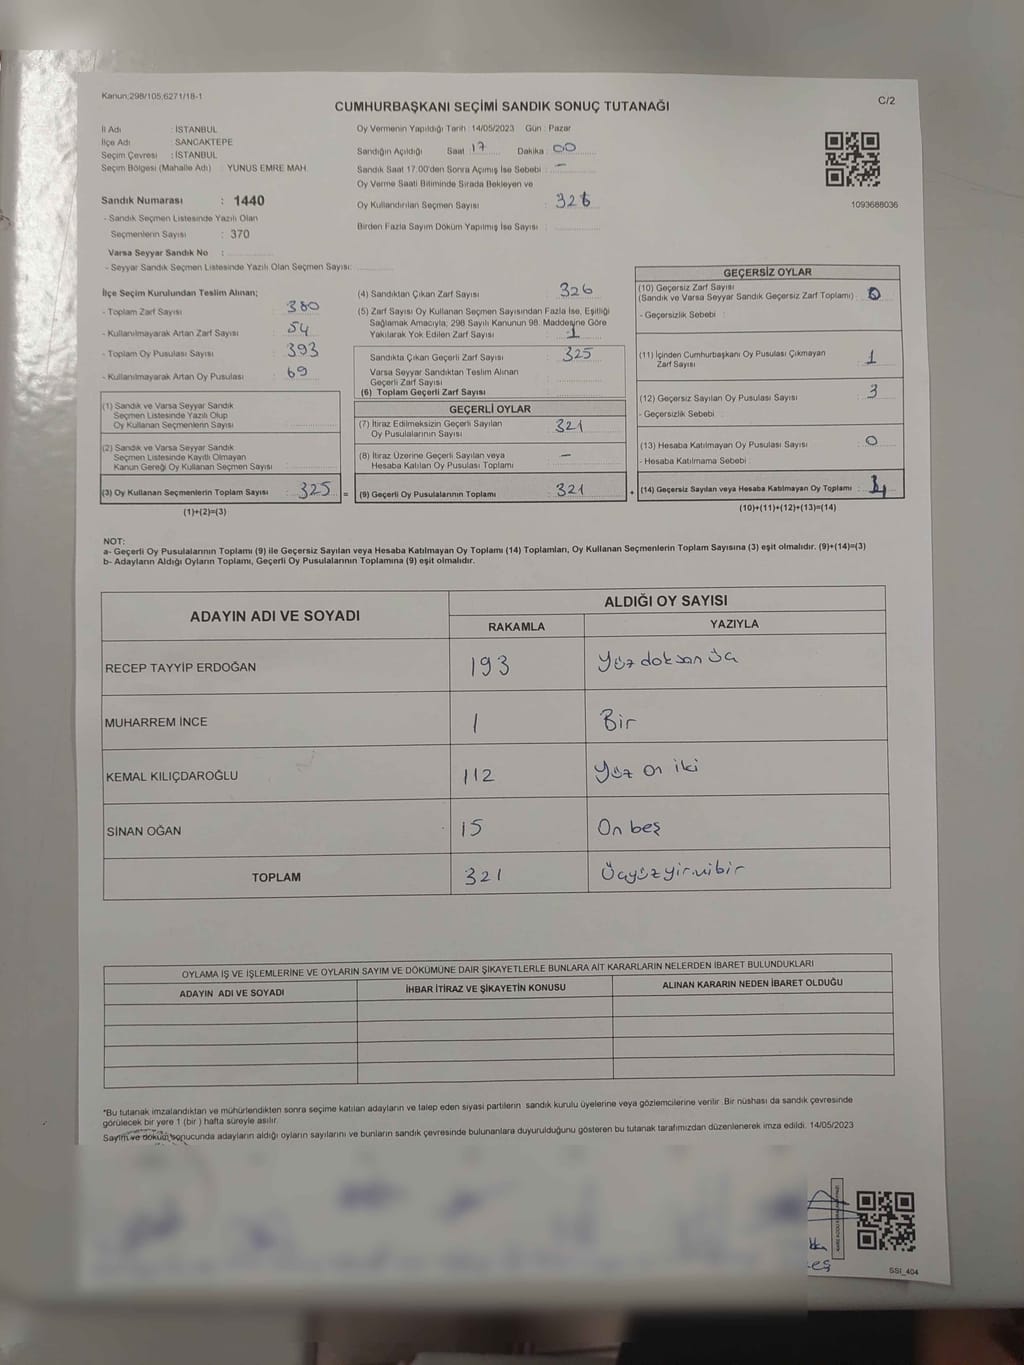 Kanun;298/105,6271/18-1
C/2
CUMHURBAŞKANI SEÇİMİ SANDIK SONUÇ TUTANAĞI
İl Adı : İSTANBUL
İlçe Adı : SANCAKTEPE
Seçim Çevresi : İSTANBUL
Seçim Bölgesi (Mahalle Adı) : YUNUS EMRE MAH.
Sandık Numarası : 1440
- Sandık Seçmen Listesinde Yazılı Olan
Seçmenlerin Sayısı : 370
Varsa Seyyar Sandık No :
- Seyyar Sandık Seçmen Listesinde Yazılı Olan Seçmen Sayısı:
Oy Vermenin Yapıldığı Tarih :14/05/2023 Gün : Pazar
Sandığın Açıldığı Saat : 17 Dakika : 00
Sandık Saat 17:00'den Sonra Açımış İse Sebebi : —
Oy Verme Saati Bitiminde Sırada Bekleyen ve
Oy Kullandırılan Seçmen Sayısı : 326
Birden Fazla Sayım Döküm Yapılmış İse Sayısı :
1093688036
İlçe Seçim Kurulundan Teslim Alınan;
- Toplam Zarf Sayısı : 380
- Kullanılmayarak Artan Zarf Sayısı : 54
- Toplam Oy Pusulası Sayısı : 393
- Kullanılmayarak Artan Oy Pusulası : 69
(1) Sandık ve Varsa Seyyar Sandık
Seçmen Listesinde Yazılı Olup
Oy Kullanan Seçmenlerin Sayısı :
(2) Sandık ve Varsa Seyyar Sandık
Seçmen Listesinde Kayıtlı Olmayan
Kanun Gereği Oy Kullanan Seçmen Sayısı :
(3) Oy Kullanan Seçmenlerin Toplam Sayısı : 325 =
(1)+(2)=(3)
(4) Sandıktan Çıkan Zarf Sayısı : 326
(5) Zarf Sayısı Oy Kullanan Seçmen Sayısından Fazla İse, Eşitliği
Sağlamak Amacıyla; 298 Sayılı Kanunun 98. Maddesine Göre
Yakılarak Yok Edilen Zarf Sayısı : 1
Sandıkta Çıkan Geçerli Zarf Sayısı : 325
Varsa Seyyar Sandıktan Teslim Alınan
Geçerli Zarf Sayısı :
(6) Toplam Geçerli Zarf Sayısı
GEÇERLİ OYLAR
(7) İtiraz Edilmeksizin Geçerli Sayılan
Oy Pusulalarının Sayısı : 321
(8) İtiraz Üzerine Geçerli Sayılan veya
Hesaba Katılan Oy Pusulası Toplamı : —
(9) Geçerli Oy Pusulalarının Toplamı : 321 +
GEÇERSİZ OYLAR
(10) Geçersiz Zarf Sayısı
(Sandık ve Varsa Seyyar Sandık Geçersiz Zarf Toplamı) : 0
- Geçersizlik Sebebi :
(11) İçinden Cumhurbaşkanı Oy Pusulası Çıkmayan
Zarf Sayısı : 1
(12) Geçersiz Sayılan Oy Pusulası Sayısı : 3
- Geçersizlik Sebebi :
(13) Hesaba Katılmayan Oy Pusulası Sayısı : 0
- Hesaba Katılmama Sebebi :
(14) Geçersiz Sayılan veya Hesaba Katılmayan Oy Toplamı : 4
(10)+(11)+(12)+(13)=(14)
NOT:
a- Geçerli Oy Pusulalarının Toplamı (9) ile Geçersiz Sayılan veya Hesaba Katılmayan Oy Toplamı (14) Toplamları, Oy Kullanan Seçmenlerin Toplam Sayısına (3) eşit olmalıdır. (9)+(14)=(3)
b- Adayların Aldığı Oyların Toplamı, Geçerli Oy Pusulalarının Toplamına (9) eşit olmalıdır.
ADAYIN ADI VE SOYADI
ALDIĞI OY SAYISI
RAKAMLA YAZIYLA
RECEP TAYYİP ERDOĞAN 193 Yüz doksan üç
MUHARREM İNCE 1 Bir
KEMAL KILIÇDAROĞLU 112 Yüz on iki
SİNAN OĞAN 15 On beş
TOPLAM 321 Üçyüzyirmibir
OYLAMA İŞ VE İŞLEMLERİNE VE OYLARIN SAYIM VE DÖKÜMÜNE DAİR ŞİKAYETLERLE BUNLARA AİT KARARLARIN NELERDEN İBARET BULUNDUKLARI
ADAYIN ADI VE SOYADI İHBAR İTİRAZ VE ŞİKAYETİN KONUSU ALINAN KARARIN NEDEN İBARET OLDUĞU
*Bu tutanak imzalandıktan ve mühürlendikten sonra seçime katılan adayların ve talep eden siyasi partilerin sandık kurulu üyelerine veya gözlemcilerine verilir. Bir nüshası da sandık çevresinde
görülecek bir yere 1 (bir ) hafta süreyle asılır.
Sayım ve döküm sonucunda adayların aldığı oyların sayılarını ve bunların sandık çevresinde bulunanlara duyurulduğunu gösteren bu tutanak tarafımızdan düzenlenerek imza edildi. 14/05/2023
SSI_404